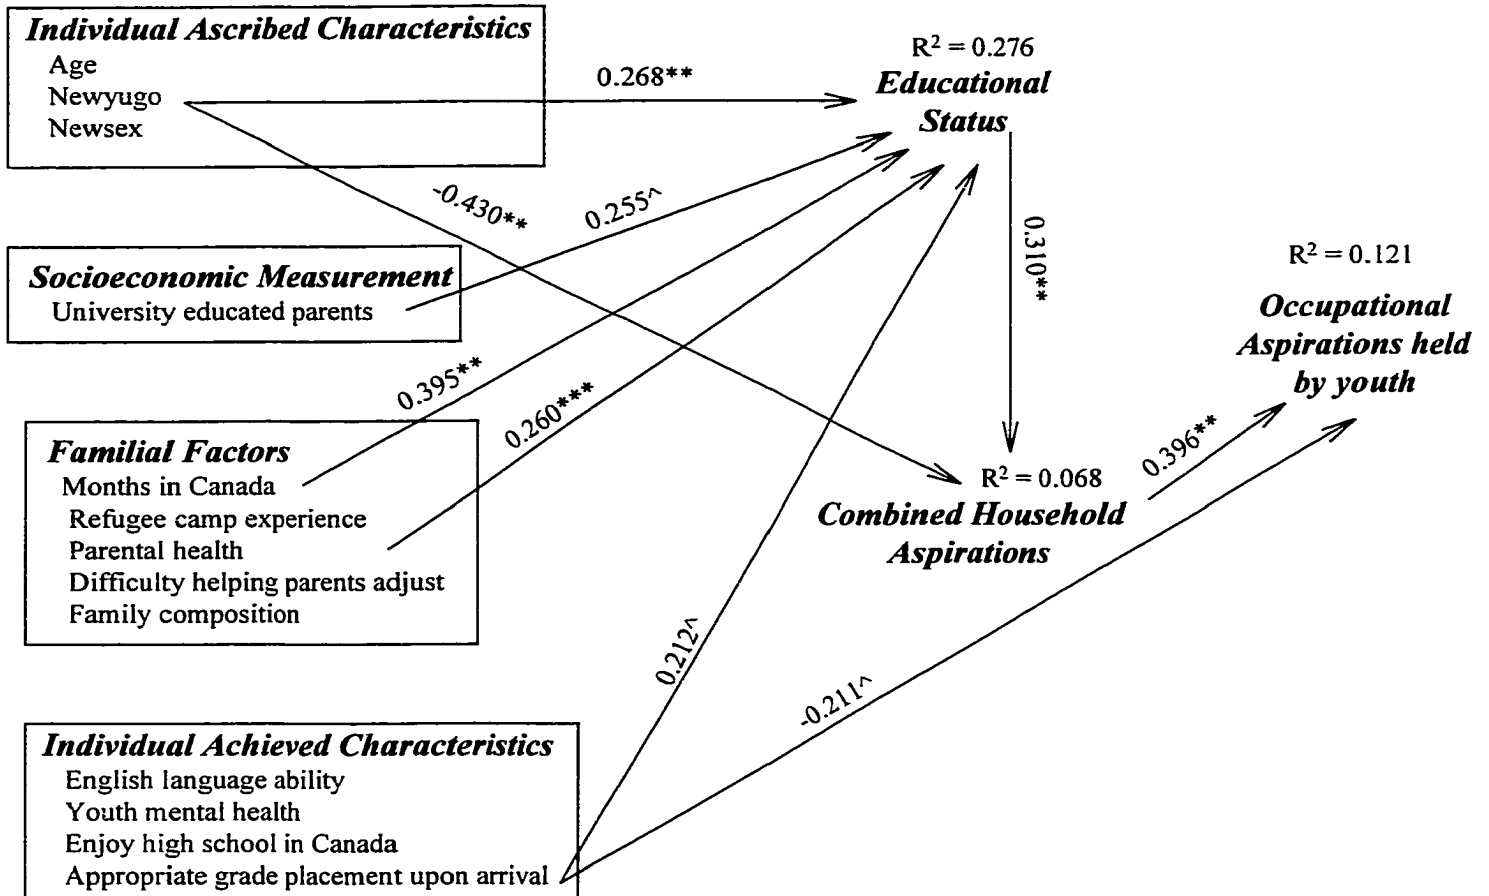 Individual Ascribed Characteristics
Age
Newyugo
Newsex
0.268**
R² = 0.276
Educational
Status
-0.430**
0.255^
0.310**
Socioeconomic Measurement
University educated parents
R² = 0.121
Occupational
Aspirations held
by youth
0.395**
0.260***
0.396**
Familial Factors
Months in Canada
Refugee camp experience
Parental health
Difficulty helping parents adjust
Family composition
R² = 0.068
Combined Household
Aspirations
0.212^
-0.211^
Individual Achieved Characteristics
English language ability
Youth mental health
Enjoy high school in Canada
Appropriate grade placement upon arrival